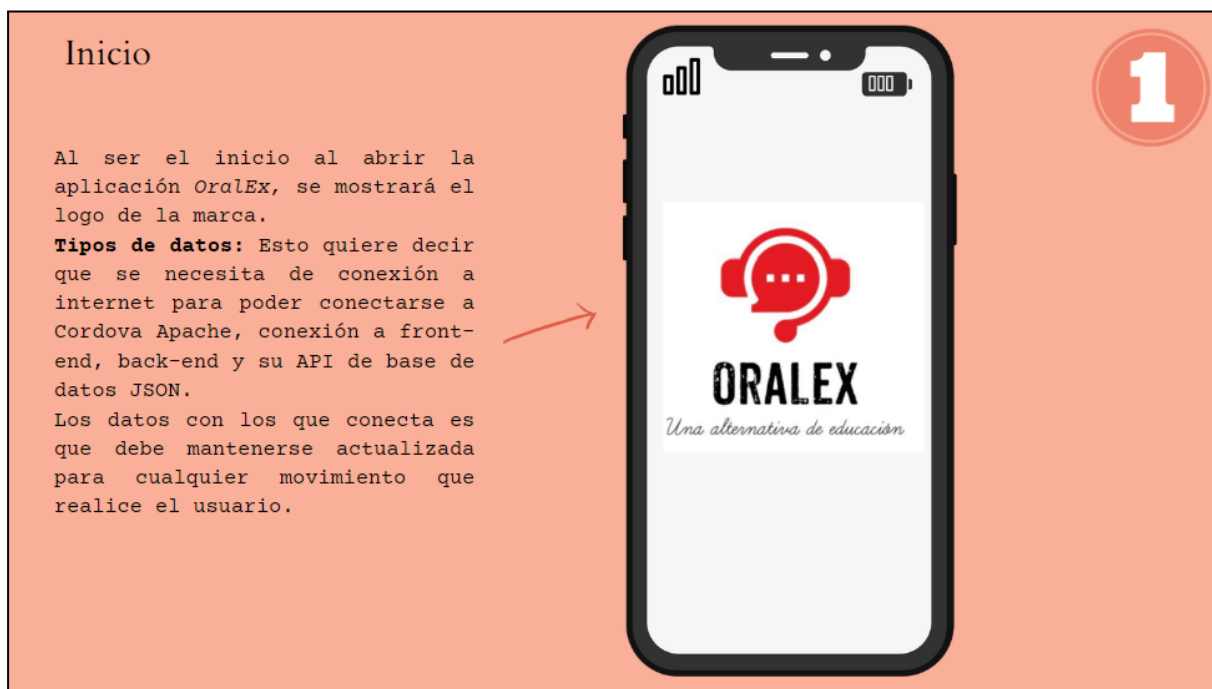 Inicio
1
Al ser el inicio al abrir la
aplicación OralEx, se mostrará el
logo de la marca.
Tipos de datos: Esto quiere decir
que se necesita de conexión a
internet para poder conectarse a
Cordova Apache, conexión a front-
end, back-end y su API de base de
datos JSON.
Los datos con los que conecta es
que debe mantenerse actualizada
para cualquier movimiento que
realice el usuario.
ORALEX
Una alternativa de educación